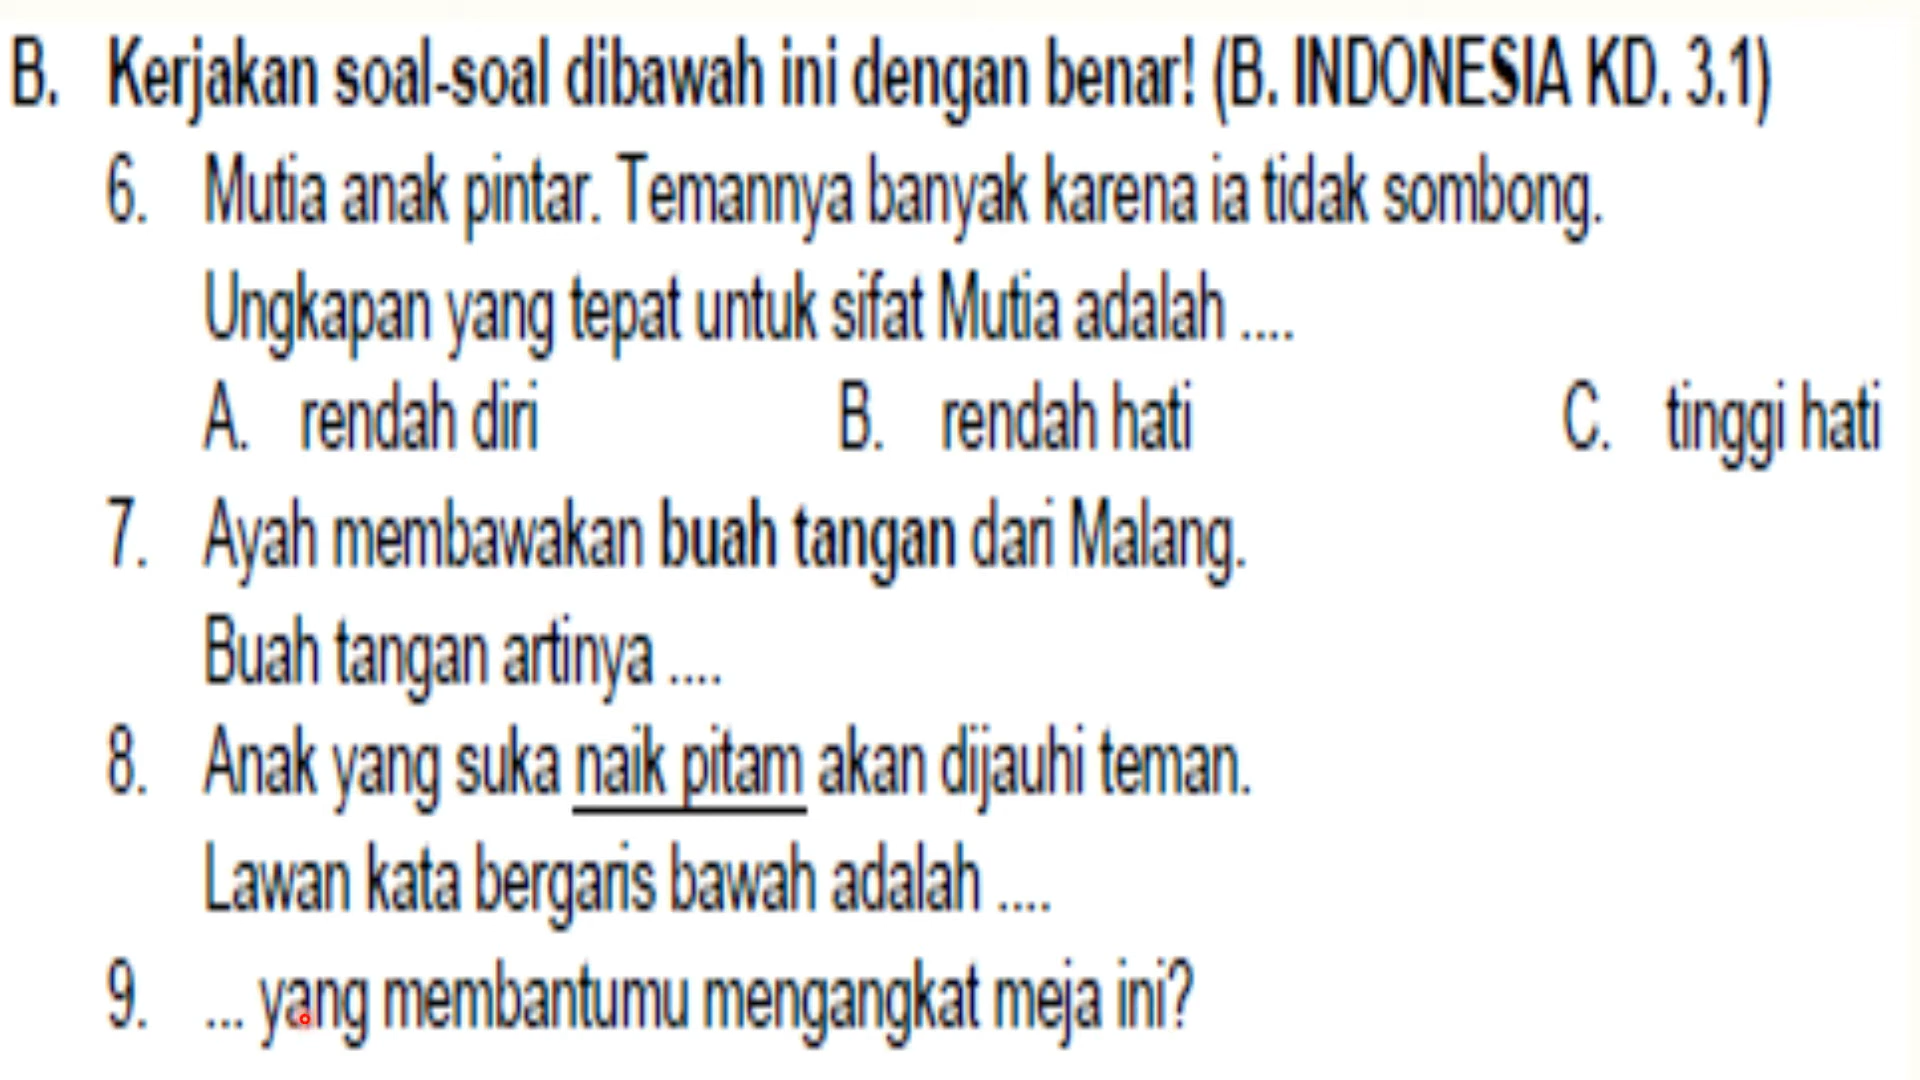 B. Kerjakan soal-soal dibawah ini dengan benar! (B. INDONESIA KD. 3.1)
6. Mutia anak pintar. Temannya banyak karena ia tidak sombong.
Ungkapan yang tepat untuk sifat Mutia adalah ....
A. rendah diri B. rendah hati C. tinggi hati
7. Ayah membawakan buah tangan dari Malang.
Buah tangan artinya ....
8. Anak yang suka naik pitam akan dijauhi teman.
Lawan kata bergaris bawah adalah ....
9. ... yang membantumu mengangkat meja ini?